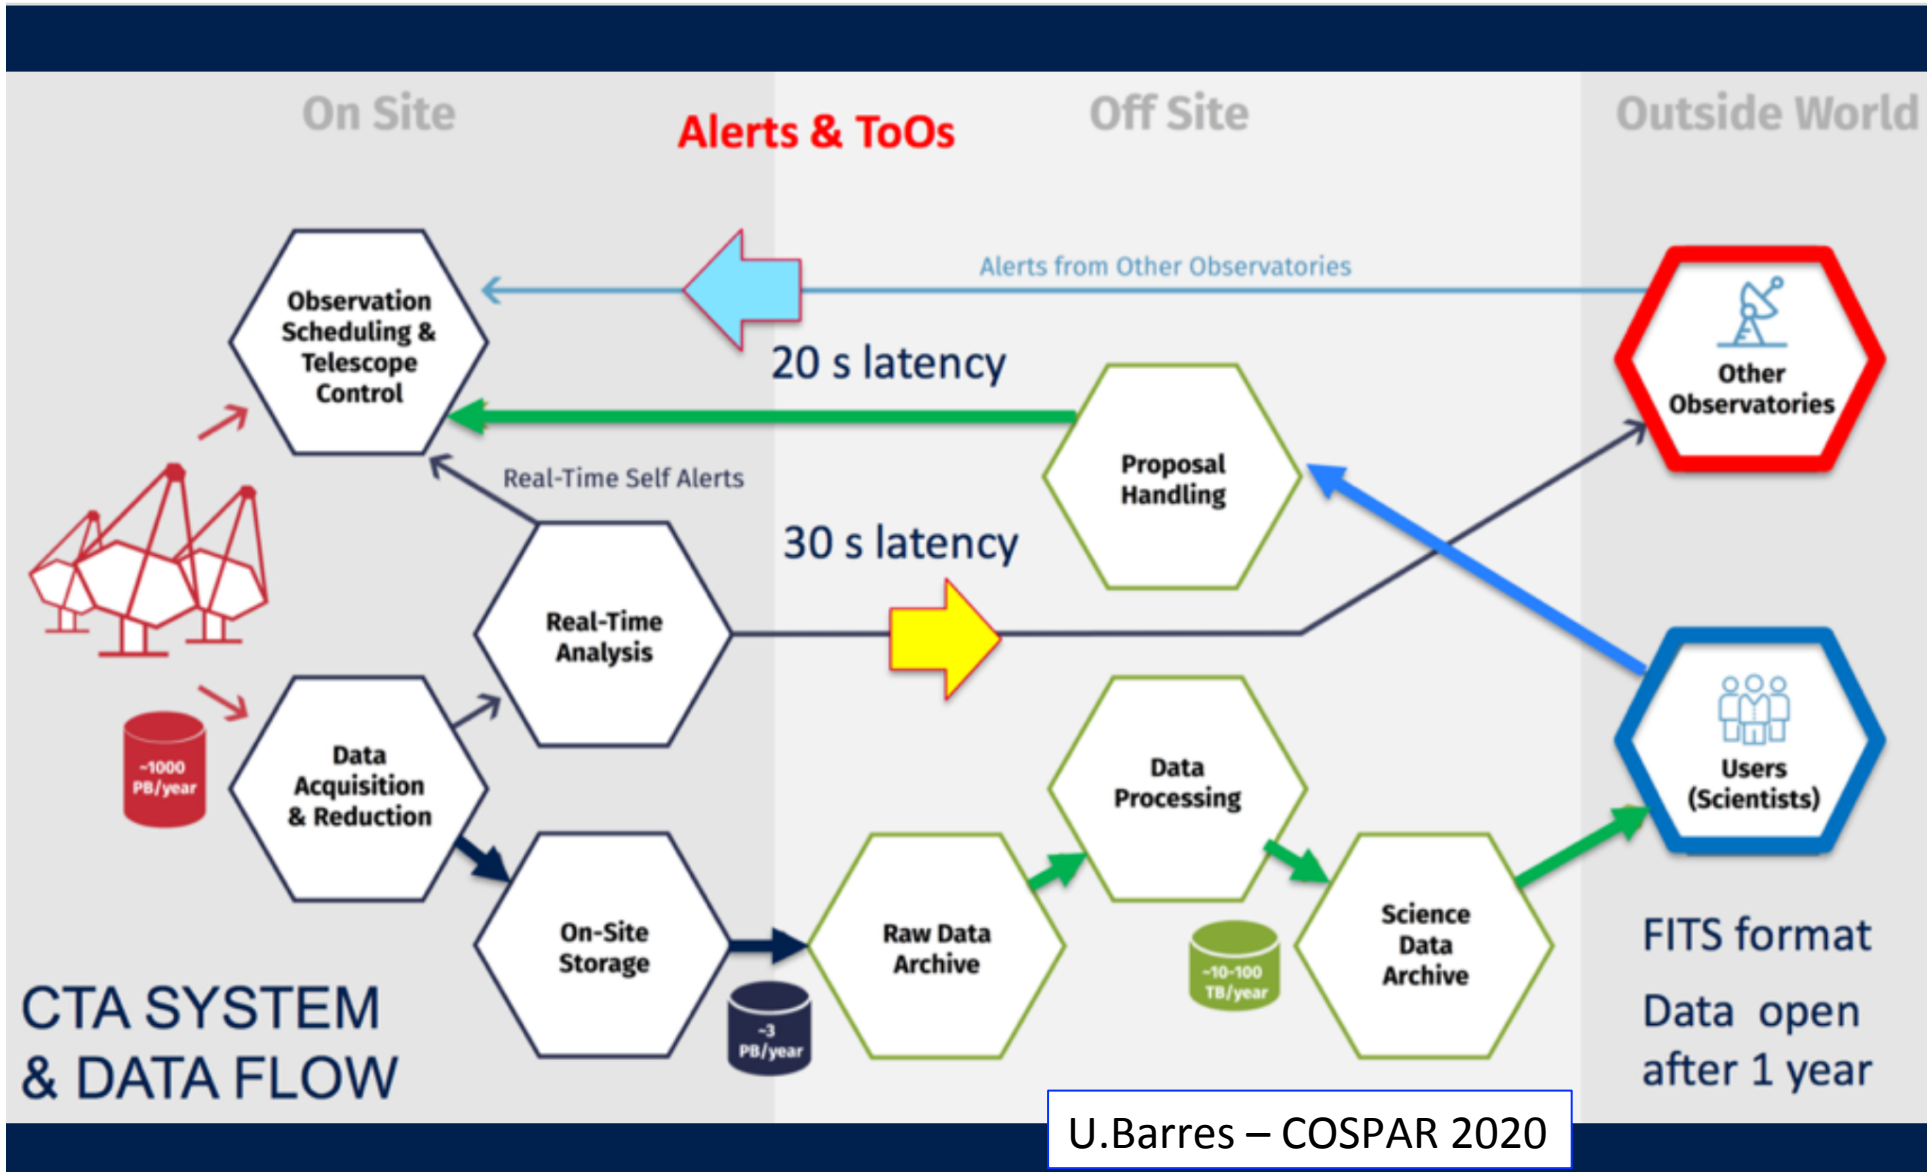 On Site
Off Site
Outside World
Alerts & ToOs
Alerts from Other Observatories
Observation
Scheduling &
Telescope
Control
20 s latency
Other
Observatories
Real-Time Self Alerts
Proposal
Handling
30 s latency
Real-Time
Analysis
~1000
PB/year
Data
Acquisition
& Reduction
Data
Processing
Users
(Scientists)
On-Site
Storage
Raw Data
Archive
~10-100
TB/year
Science
Data
Archive
FITS format
Data open
after 1 year
CTA SYSTEM
& DATA FLOW
~3
PB/year
U.Barres – COSPAR 2020